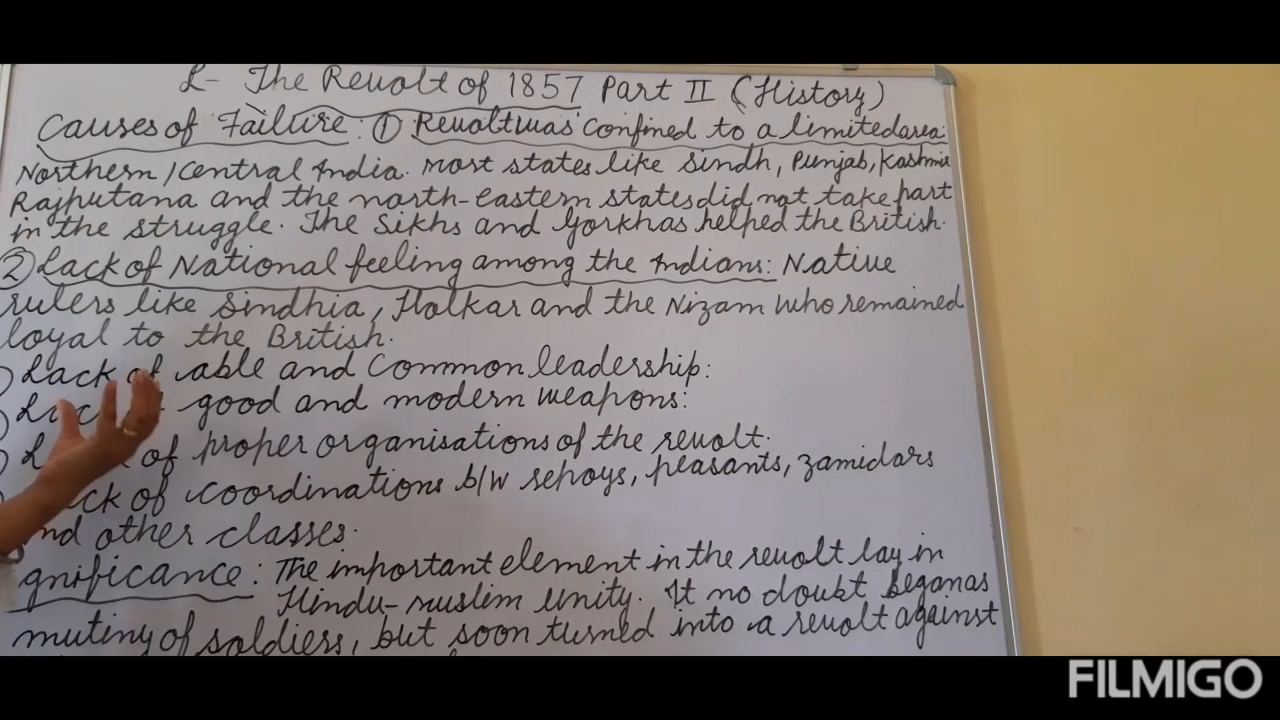 L- The Revolt of 1857 Part II (History)
Causes of Failure: ① Revolt was confined to a limited area:
Northern/Central India. Most states like Sindh, Punjab, Kashmir
Rajputana and the north-eastern states did not take part
in the struggle. The Sikhs and Gorkhas helped the British.
② Lack of National feeling among the Indians: Native
rulers like Sindhia, Holkar and the Nizam who remained
loyal to the British.
Lack of able and Common leadership:
good and modern weapons:
of proper organisations of the revolt.
ck of coordinations b/w sepoys, peasants, zamidars
and other classes.
gnificance: The important element in the revolt lay in
Hindu-muslim Unity. It no doubt began as
mutiny of soldiers, but soon turned into a revolt against
FILMIGO